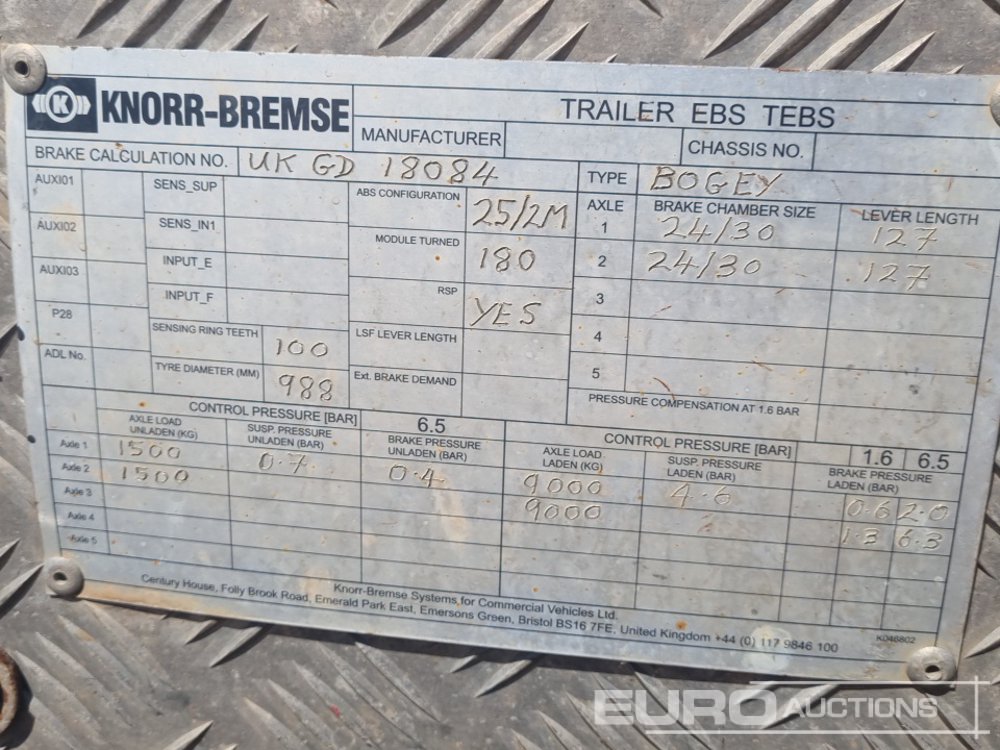 KNORR-BREMSE TRAILER EBS TEBS
MANUFACTURER CHASSIS NO.
BRAKE CALCULATION NO. UK GD 18084 TYPE BOGEY
AUXI01 SENS_SUP ABS CONFIGURATION 2S/2M AXLE BRAKE CHAMBER SIZE LEVER LENGTH
1 24/30 127
AUXI02 SENS_IN1 MODULE TURNED 180 2 24/30 127
AUXI03 INPUT_E RSP YES 3
P28 INPUT_F LSF LEVER LENGTH 4
ADL No. SENSING RING TEETH 100 5
TYRE DIAMETER (MM) 988 Ext. BRAKE DEMAND PRESSURE COMPENSATION AT 1.6 BAR
CONTROL PRESSURE [BAR] 6.5 CONTROL PRESSURE [BAR] 1.6 6.5
AXLE LOAD UNLADEN (KG) SUSP. PRESSURE UNLADEN (BAR) BRAKE PRESSURE UNLADEN (BAR) AXLE LOAD LADEN (KG) SUSP. PRESSURE LADEN (BAR) BRAKE PRESSURE LADEN (BAR)
Axle 1 1500 0.7 0.4 9000 4.6 0.6 2.0
Axle 2 1500 9000 1.3 6.3
Axle 3
Axle 4
Axle 5
Knorr-Bremse Systems for Commercial Vehicles Ltd.
Century House, Folly Brook Road, Emerald Park East, Emersons Green, Bristol BS16 7FE, United Kingdom +44 (0) 117 9846 100
K046802
EURO AUCTIONS